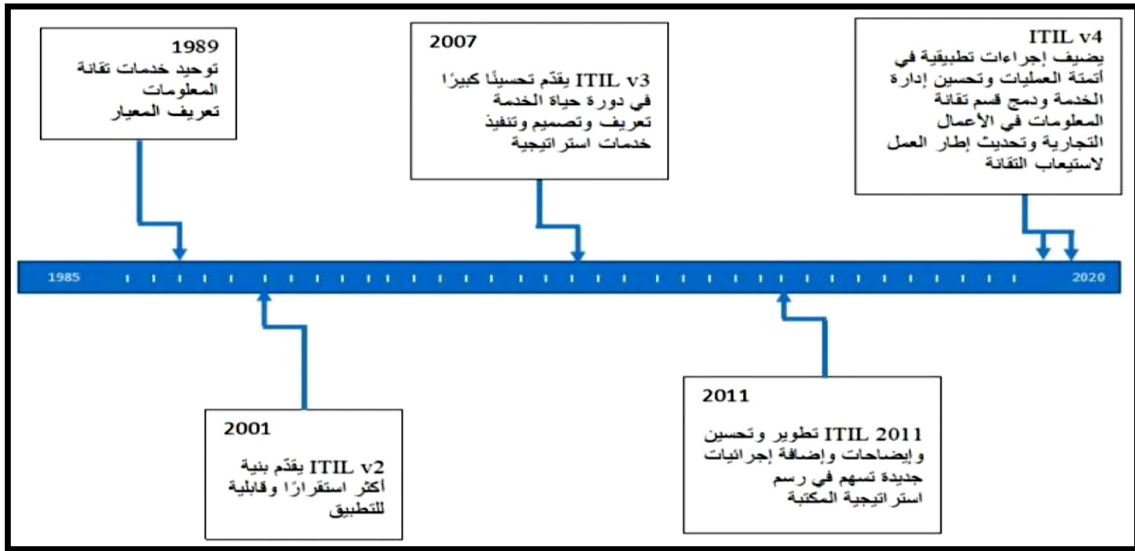 1989
توحيد خدمات تقانة
المعلومات
تعريف المعيار
2007
ITIL v3 يقدّم تحسينًا كبيرًا
في دورة حياة الخدمة
تعريف وتصميم وتنفيذ
خدمات استراتيجية
ITIL v4
يضيف إجراءات تطبيقية في
أتمتة العمليات وتحسين إدارة
الخدمة ودمج قسم تقانة
المعلومات في الأعمال
التجارية وتحديث إطار العمل
لاستيعاب التقانة
1985
2020
2001
ITIL v2 يقدّم بنية
أكثر استقرارًا وقابلية
للتطبيق
2011
ITIL 2011 تطوير وتحسين
وإيضاحات وإضافة إجرائيات
جديدة تسهم في رسم
استراتيجية المكتبة